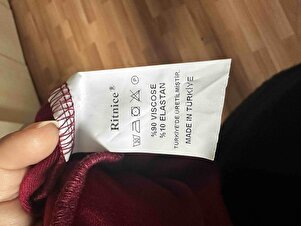 Ritnice ®
%90 VISCOSE
%10 ELASTAN
TÜRKİYE'DE ÜRETİLMİŞTİR.
MADE IN TÜRKİYE